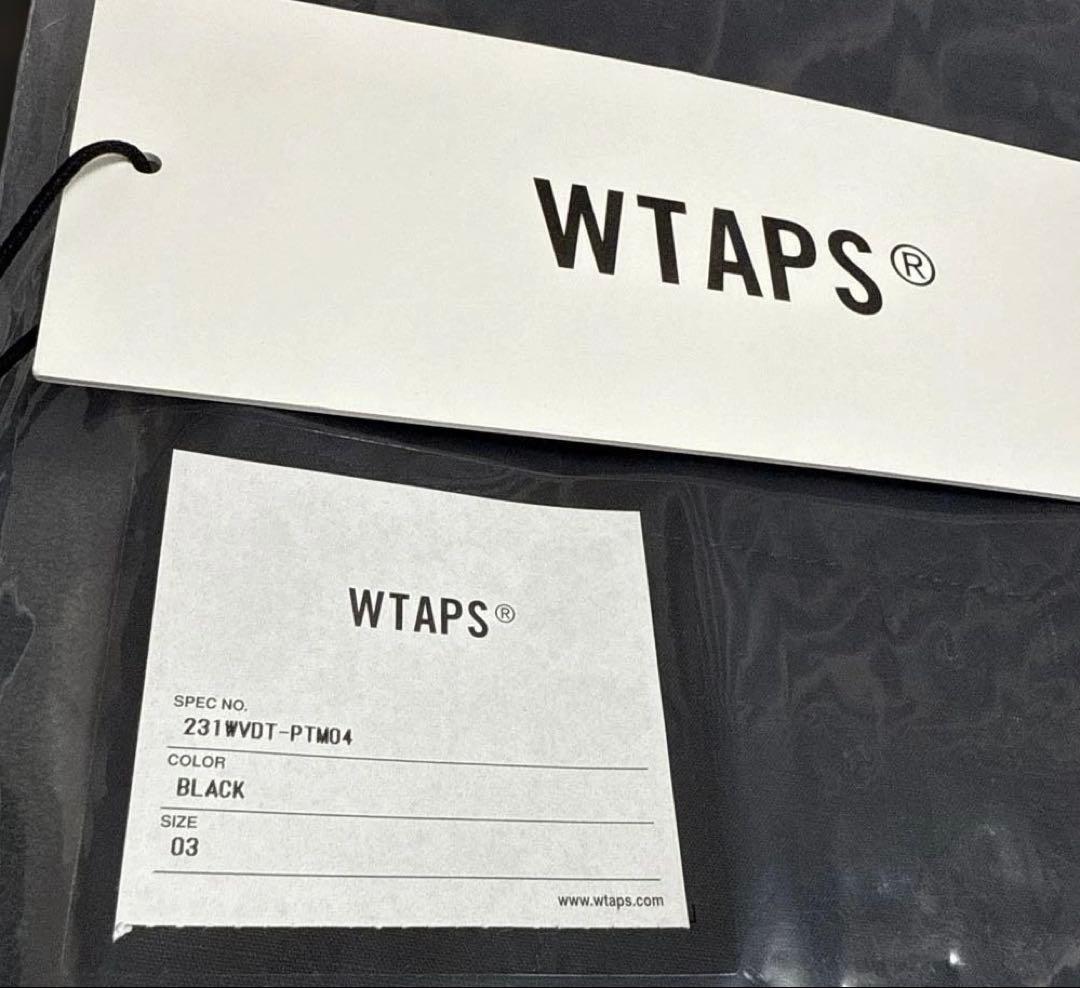 WTAPS®
WTAPS®
SPEC NO.
231WVDT-PTM04
COLOR
BLACK
SIZE
03
www.wtaps.com